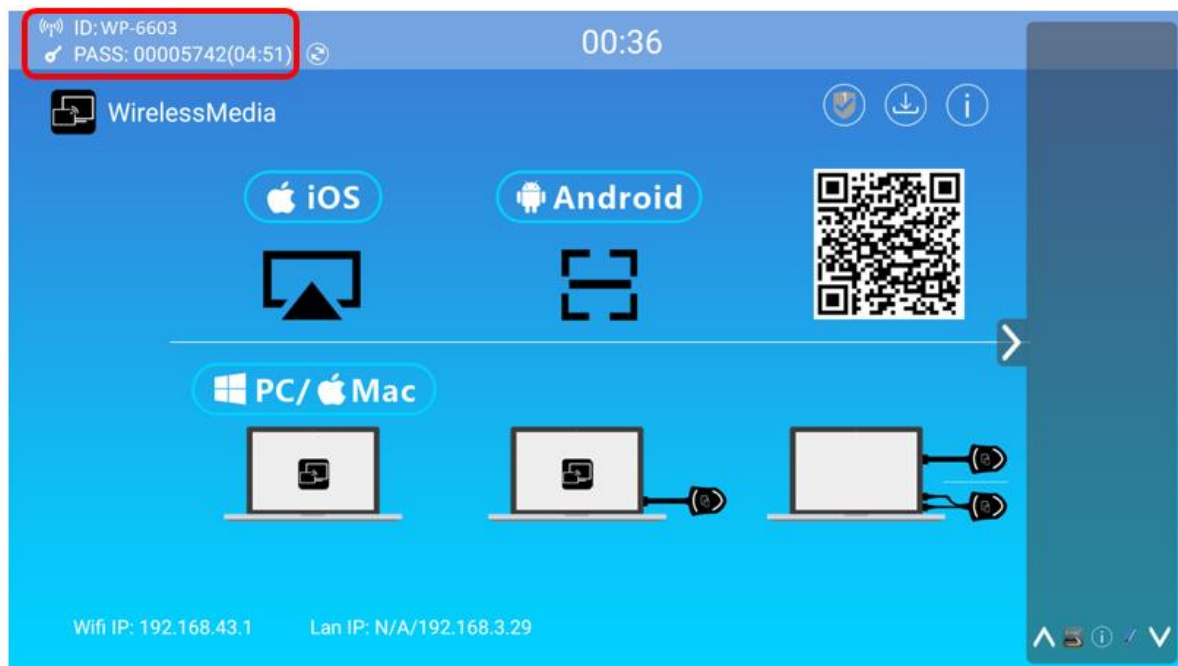 ID: WP-6603
PASS: 00005742(04:51)
00:36
WirelessMedia
iOS
Android
PC/ Mac
Wifi IP: 192.168.43.1
Lan IP: N/A/192.168.3.29